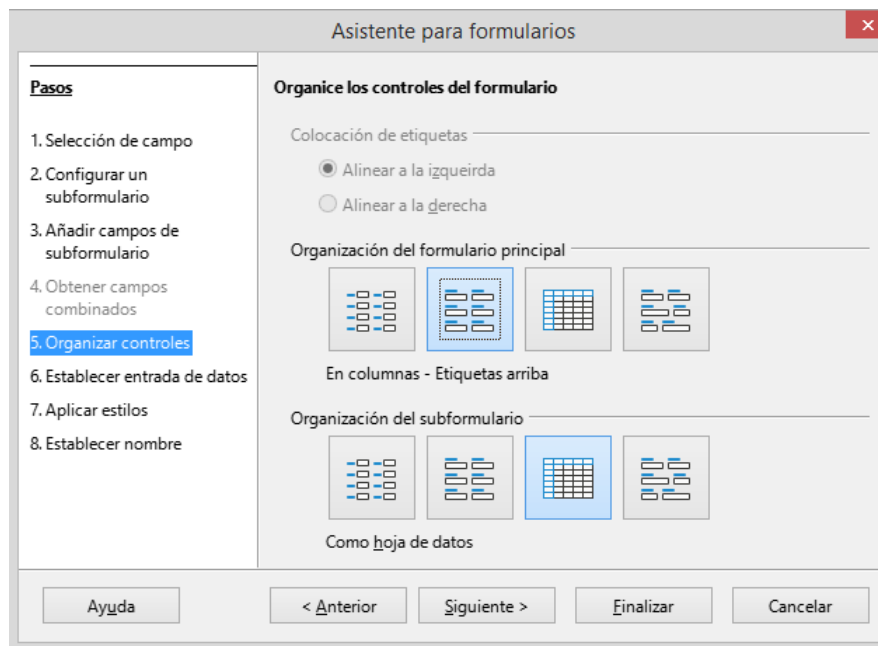 Asistente para formularios
Pasos
1. Selección de campo
2. Configurar un
subformulario
3. Añadir campos de
subformulario
4. Obtener campos
combinados
5. Organizar controles
6. Establecer entrada de datos
7. Aplicar estilos
8. Establecer nombre
Organice los controles del formulario
Colocación de etiquetas
Alinear a la izqueirda
Alinear a la derecha
Organización del formulario principal
En columnas - Etiquetas arriba
Organización del subformulario
Como hoja de datos
Ayuda
< Anterior
Siguiente >
Finalizar
Cancelar